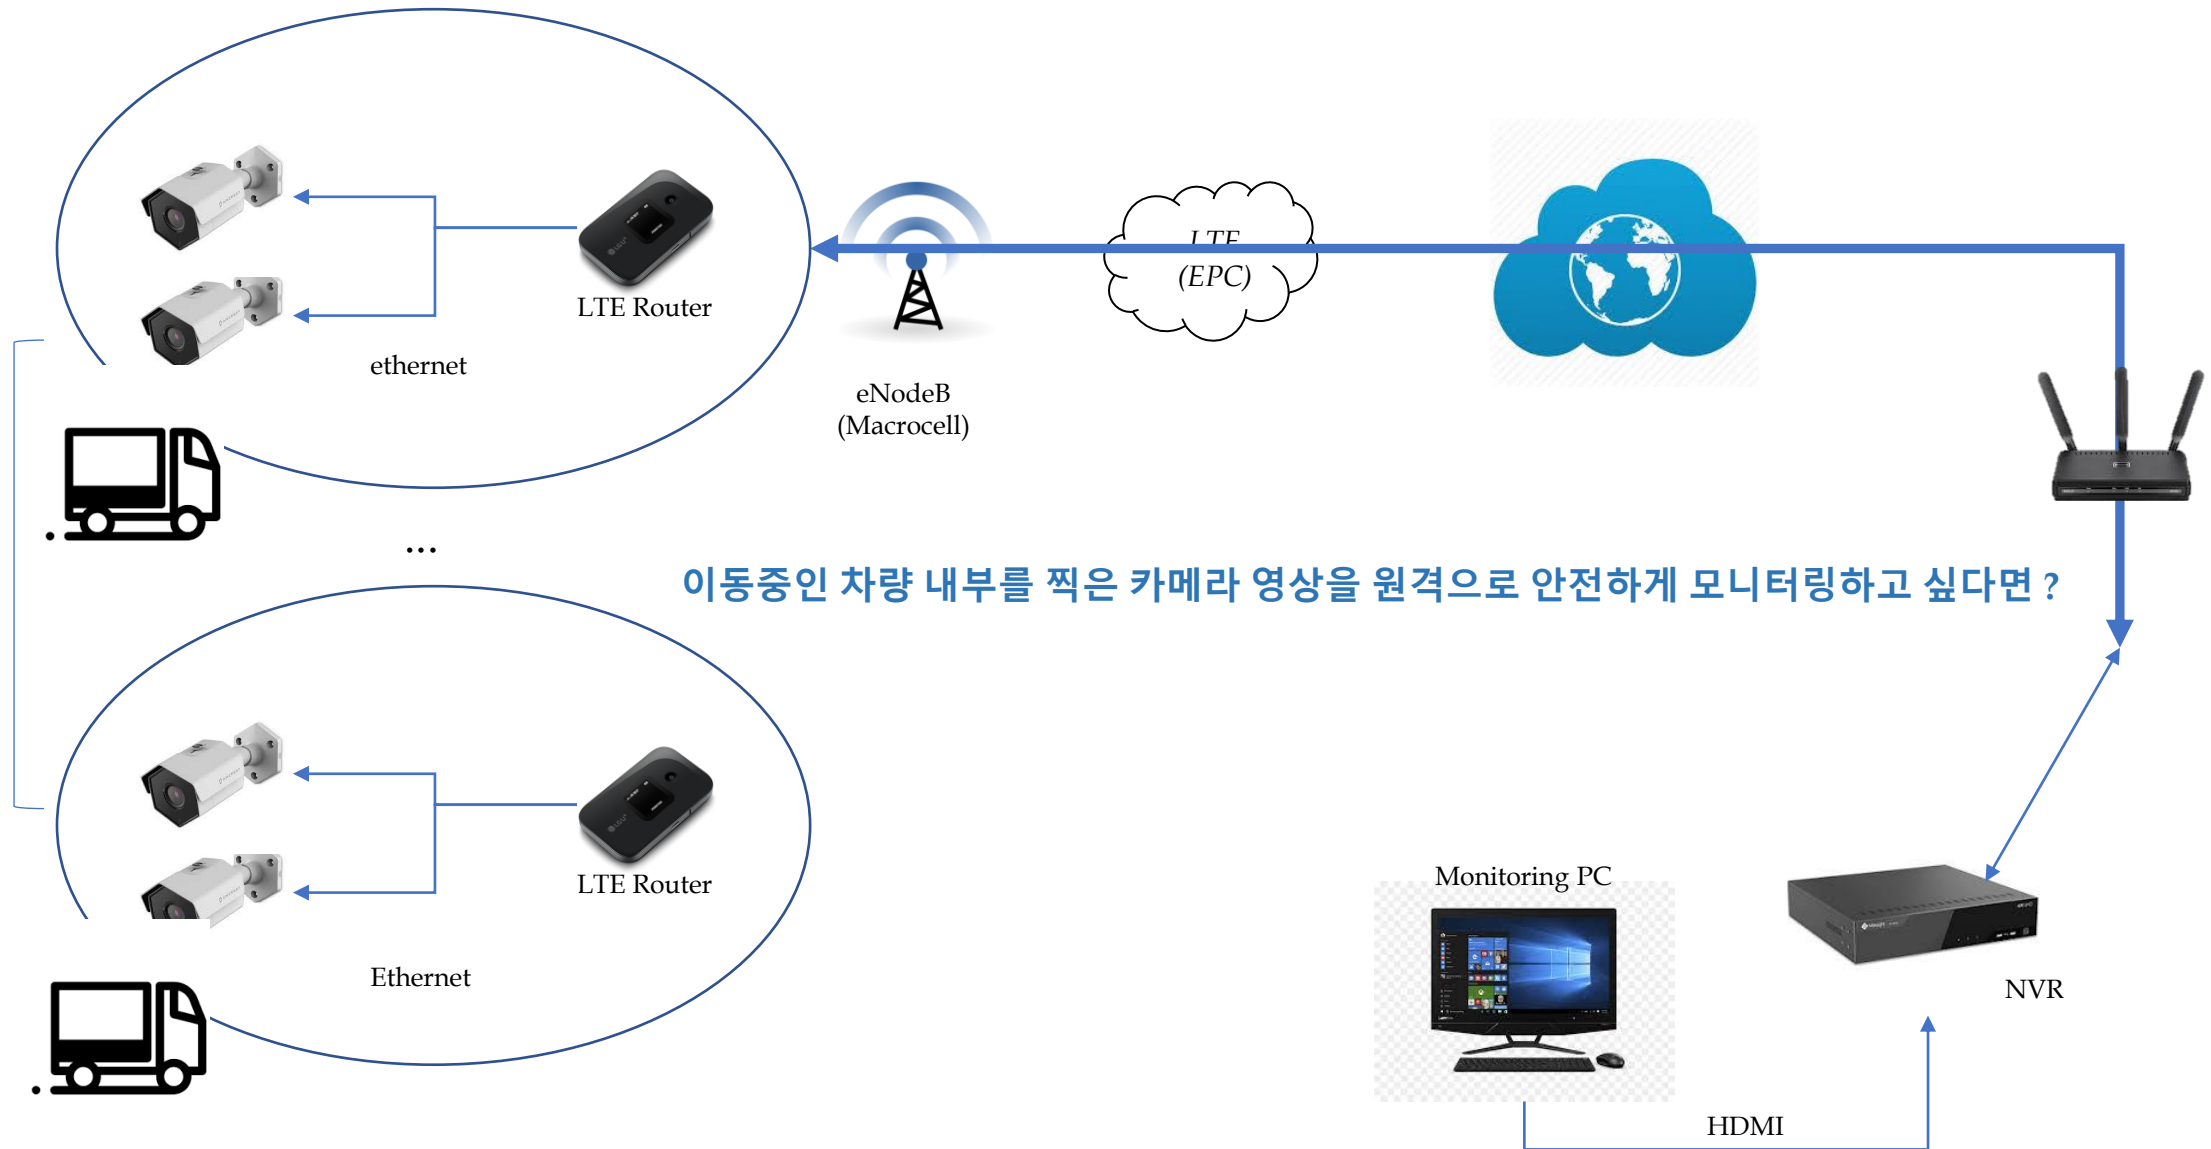 LTE Router
ethernet
eNodeB
(Macrocell)
LTE
(EPC)
...
이동중인 차량 내부를 찍은 카메라 영상을 원격으로 안전하게 모니터링하고 싶다면 ?
LTE Router
Ethernet
Monitoring PC
NVR
HDMI